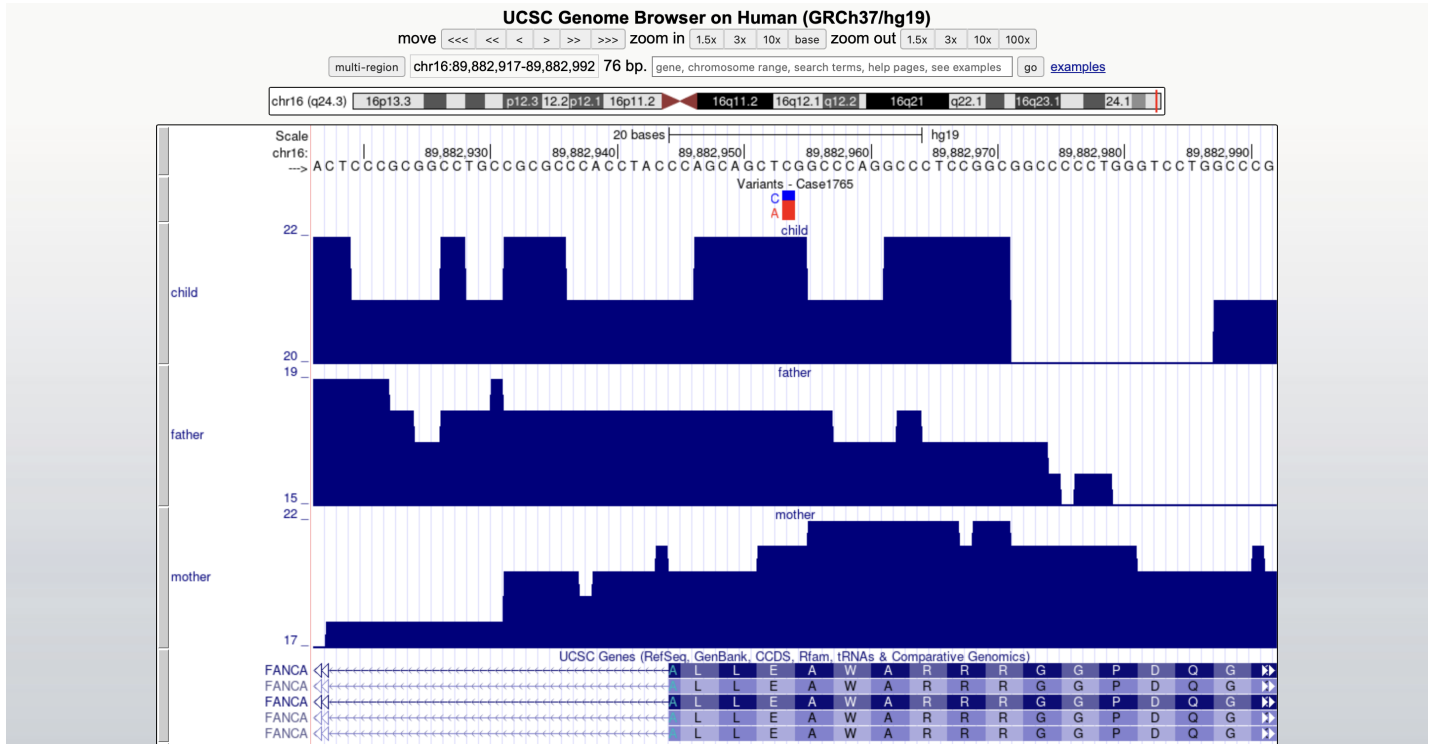 UCSC Genome Browser on Human (GRCh37/hg19)
move <<< << < > >> >>> zoom in 1.5x 3x 10x base zoom out 1.5x 3x 10x 100x
multi-region chr16:89,882,917-89,882,992 76 bp. gene, chromosome range, search terms, help pages, see examples go examples
chr16 (q24.3) 16p13.3 p12.3 12.2 p12.1 16p11.2 16q11.2 16q12.1 q12.2 16q21 q22.1 16q23.1 24.1
Scale 20 bases hg19
chr16: 89,882,930 89,882,940 89,882,950 89,882,960 89,882,970 89,882,980 89,882,990
---> A C T C C C G C G G C C T G C C G C G C C C A C C T A C C C A G C A G C T C G G C C C A G G C C C T C C G G C G G C C C C C T G G G T C C T G G C C C G
Variants - Case1765
C
A
22 child
child
20
19 father
father
15
22 mother
mother
17
UCSC Genes (RefSeq, GenBank, CCDS, Rfam, tRNAs & Comparative Genomics)
FANCA A L L E A W A R R R G G P D Q G
FANCA A L L E A W A R R R G G P D Q G
FANCA A L L E A W A R R R G G P D Q G
FANCA A L L E A W A R R R G G P D Q G
FANCA A L L E A W A R R R G G P D Q G